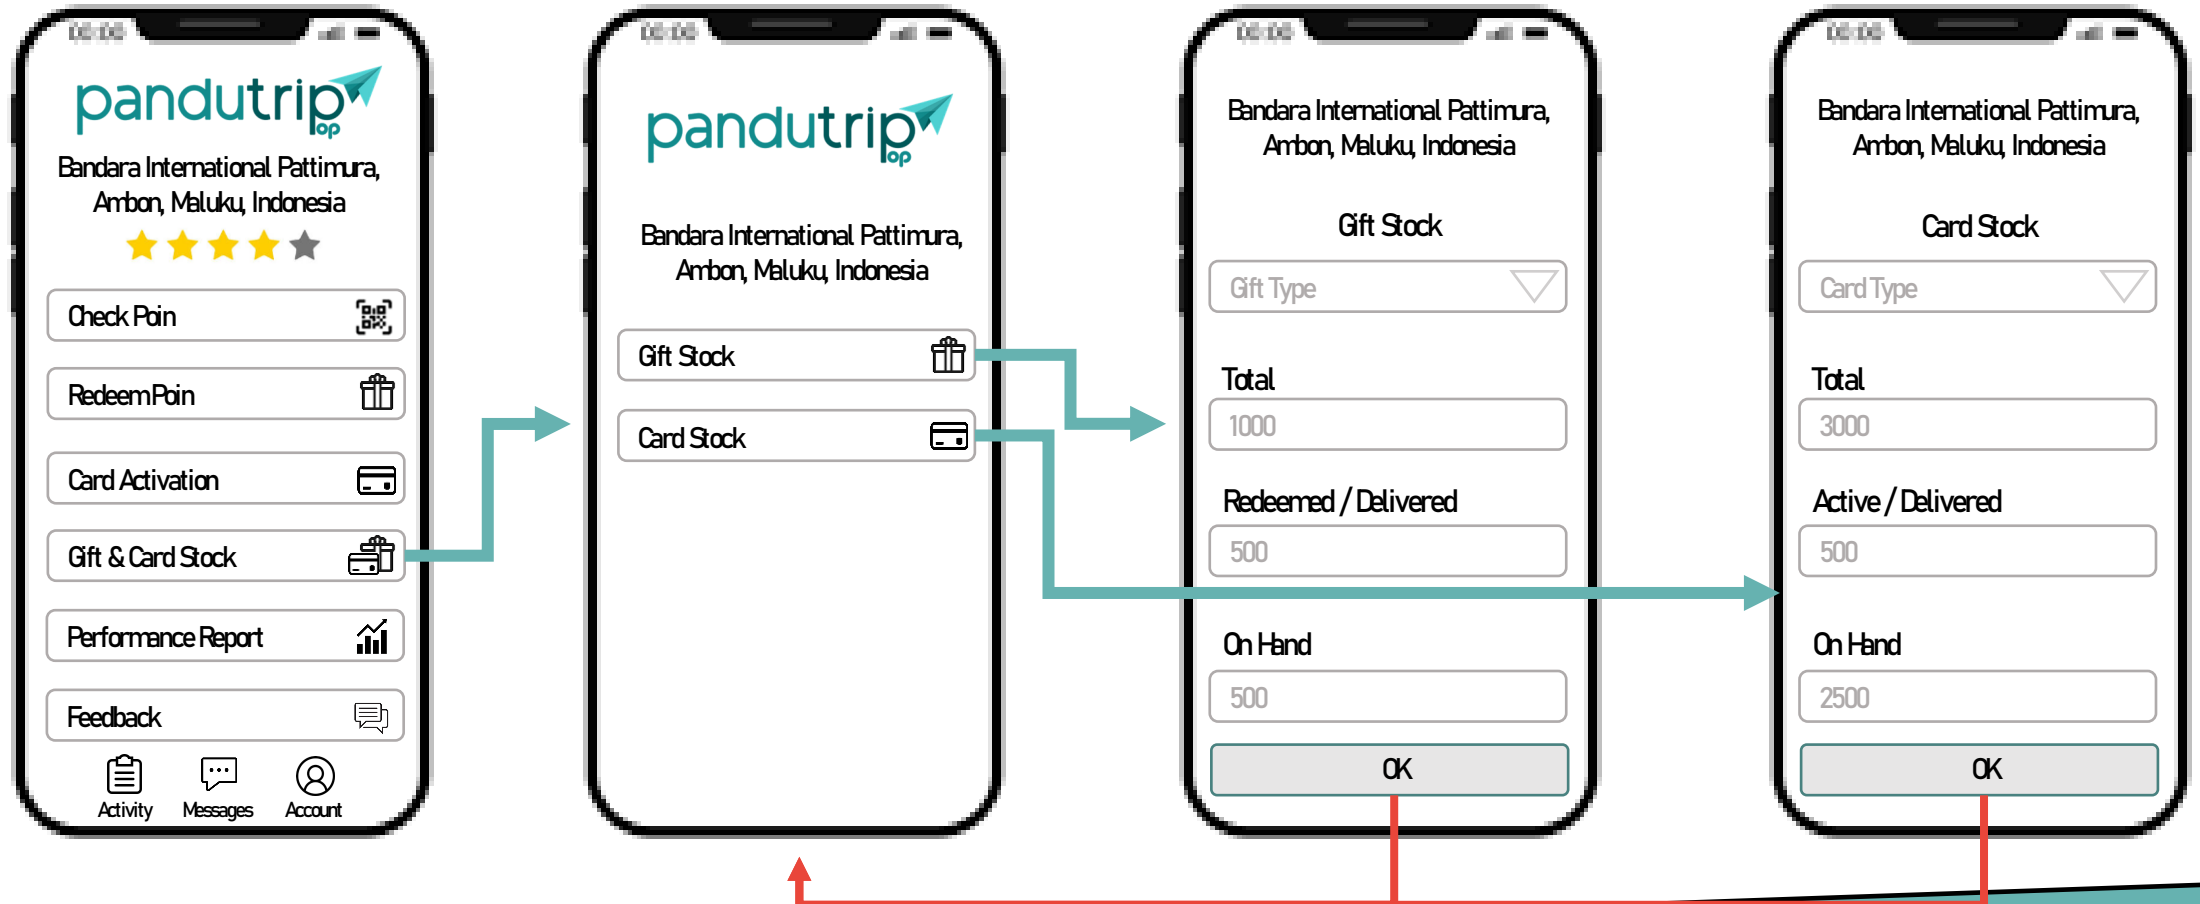 00:00
pandutrip
op
Bandara International Pattimura,
Ambon, Maluku, Indonesia
Check Poin
Redeem Poin
Card Activation
Gift & Card Stock
Performance Report
Feedback
Activity
Messages
Account
00:00
pandutrip
op
Bandara International Pattimura,
Ambon, Maluku, Indonesia
Gift Stock
Card Stock
00:00
Bandara International Pattimura,
Ambon, Maluku, Indonesia
Gift Stock
Gift Type
Total
1000
Redeemed / Delivered
500
On Hand
500
OK
00:00
Bandara International Pattimura,
Ambon, Maluku, Indonesia
Card Stock
Card Type
Total
3000
Active / Delivered
500
On Hand
2500
OK